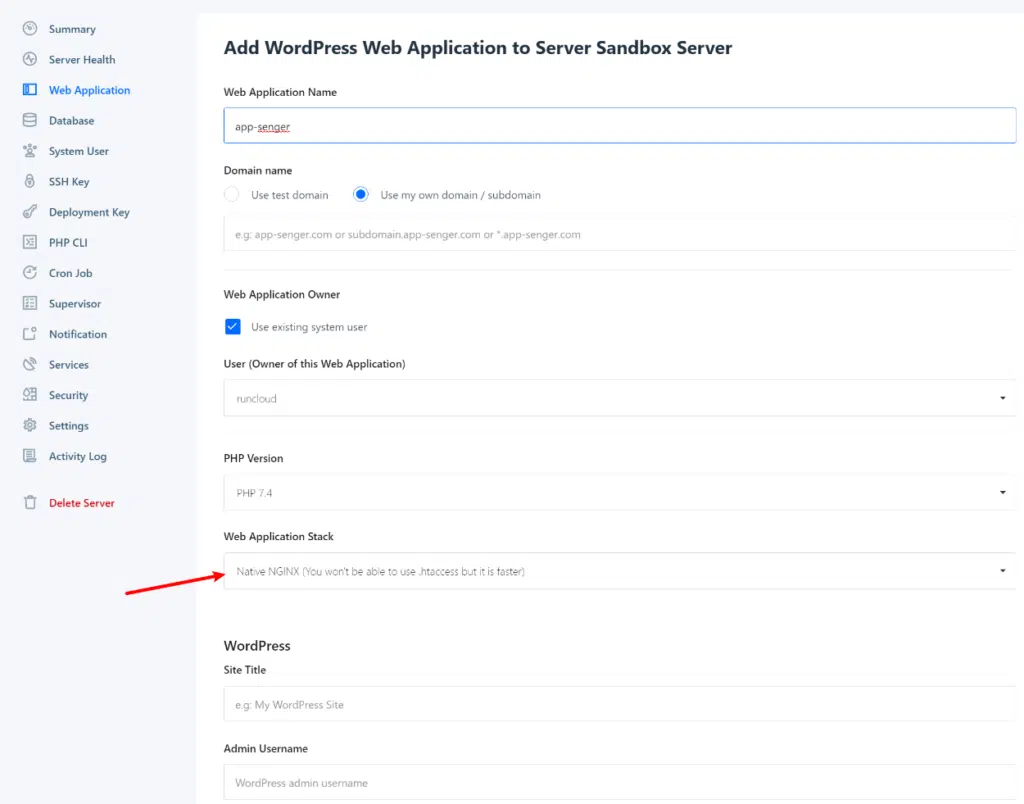 Summary
Server Health
Web Application
Database
System User
SSH Key
Deployment Key
PHP CLI
Cron Job
Supervisor
Notification
Services
Security
Settings
Activity Log
Delete Server
Add WordPress Web Application to Server Sandbox Server
Web Application Name
app-senger
Domain name
Use test domain
Use my own domain / subdomain
e.g: app-senger.com or subdomain.app-senger.com or *.app-senger.com
Web Application Owner
Use existing system user
User (Owner of this Web Application)
runcloud
PHP Version
PHP 7.4
Web Application Stack
Native NGINX (You won't be able to use .htaccess but it is faster)
WordPress
Site Title
e.g: My WordPress Site
Admin Username
WordPress admin username